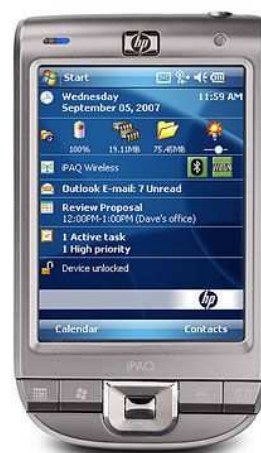 hp
Start
Wednesday 11:59 AM
September 05, 2007
100% 19.11MB 75.45MB
iPAQ Wireless
Outlook E-mail: 7 Unread
Review Proposal
12:00PM-1:00PM (Dave's office)
1 Active task
1 High priority
Device unlocked
hp
Calendar Contacts
iPAQ